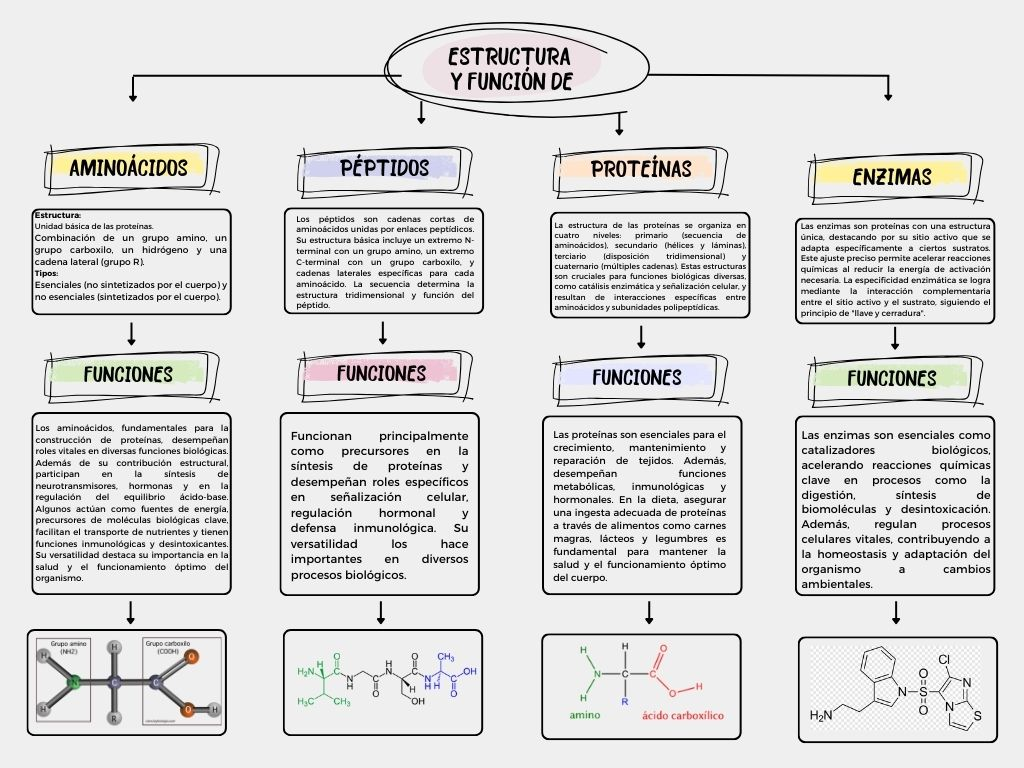 ESTRUCTURA
Y FUNCIÓN DE
AMINOÁCIDOS
Estructura:
Unidad básica de las proteínas.
Combinación de un grupo amino, un
grupo carboxilo, un hidrógeno y una
cadena lateral (grupo R).
Tipos:
Esenciales (no sintetizados por el cuerpo) y
no esenciales (sintetizados por el cuerpo).
FUNCIONES
Los aminoácidos, fundamentales para la
construcción de proteínas, desempeñan
roles vitales en diversas funciones biológicas.
Además de su contribución estructural,
participan en la síntesis de
neurotransmisores, hormonas y en la
regulación del equilibrio ácido-base.
Algunos actúan como fuentes de energía,
precursores de moléculas biológicas clave,
facilitan el transporte de nutrientes y tienen
funciones inmunológicas y desintoxicantes.
Su versatilidad destaca su importancia en la
salud y el funcionamiento óptimo del
organismo.
Grupo amino
(NH2)
Grupo carboxilo
(COOH)
H
H
O
N
C
C
H
R
O
H
PÉPTIDOS
Los péptidos son cadenas cortas de
aminoácidos unidas por enlaces peptídicos.
Su estructura básica incluye un extremo N-
terminal con un grupo amino, un extremo
C-terminal con un grupo carboxilo, y
cadenas laterales específicas para cada
aminoácido. La secuencia determina la
estructura tridimensional y función del
péptido.
FUNCIONES
Funcionan principalmente
como precursores en la
síntesis de proteínas y
desempeñan roles específicos
en señalización celular,
regulación hormonal y
defensa inmunológica. Su
versatilidad los hace
importantes en diversos
procesos biológicos.
O
H
H₂N
H₃C
CH₃
N
H
O
H
N
H
OH
O
N
H
CH₃
H
OH
O
PROTEÍNAS
La estructura de las proteínas se organiza en
cuatro niveles: primario (secuencia de
aminoácidos), secundario (hélices y láminas),
terciario (disposición tridimensional) y
cuaternario (múltiples cadenas). Estas estructuras
son cruciales para funciones biológicas diversas,
como catálisis enzimática y señalización celular, y
resultan de interacciones específicas entre
aminoácidos y subunidades polipeptídicas.
FUNCIONES
Las proteínas son esenciales para el
crecimiento, mantenimiento y
reparación de tejidos. Además,
desempeñan funciones
metabólicas, inmunológicas y
hormonales. En la dieta, asegurar
una ingesta adecuada de proteínas
a través de alimentos como carnes
magras, lácteos y legumbres es
fundamental para mantener la
salud y el funcionamiento óptimo
del cuerpo.
H
H
O
N
C
C
H
R
O
H
amino
ácido carboxílico
ENZIMAS
Las enzimas son proteínas con una estructura
única, destacando por su sitio activo que se
adapta específicamente a ciertos sustratos.
Este ajuste preciso permite acelerar reacciones
químicas al reducir la energía de activación
necesaria. La especificidad enzimática se logra
mediante la interacción complementaria
entre el sitio activo y el sustrato, siguiendo el
principio de "llave y cerradura".
FUNCIONES
Las enzimas son esenciales como
catalizadores biológicos,
acelerando reacciones químicas
clave en procesos como la
digestión, síntesis de
biomoléculas y desintoxicación.
Además, regulan procesos
celulares vitales, contribuyendo a
la homeostasis y adaptación del
organismo a cambios
ambientales.
Cl
O
N
S
N
O
N
H₂N
S